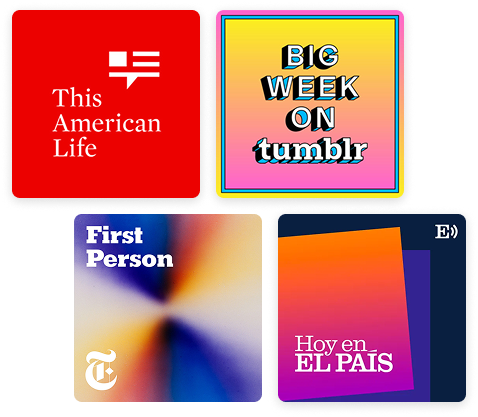 This
American
Life
BIG
WEEK
ON
tumblr
First
Person
T
E
Hoy en
EL PAÍS